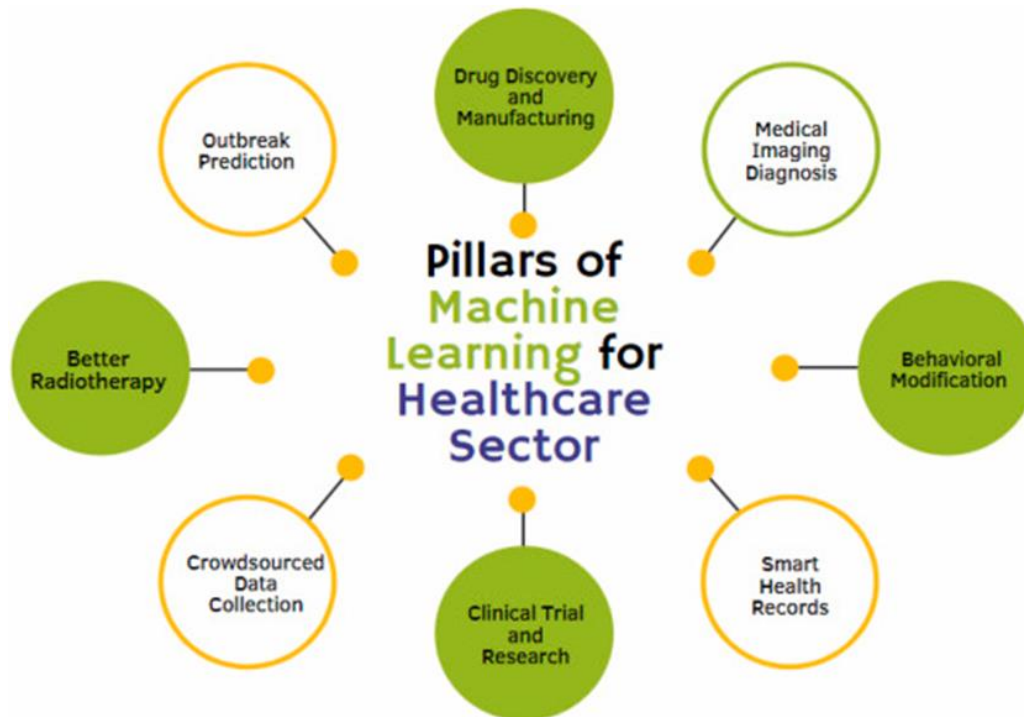 Drug Discovery
and
Manufacturing
Outbreak
Prediction
Medical
Imaging
Diagnosis
Pillars of
Machine
Learning for
Healthcare
Sector
Better
Radiotherapy
Behavioral
Modification
Crowdsourced
Data
Collection
Smart
Health
Records
Clinical Trial
and
Research